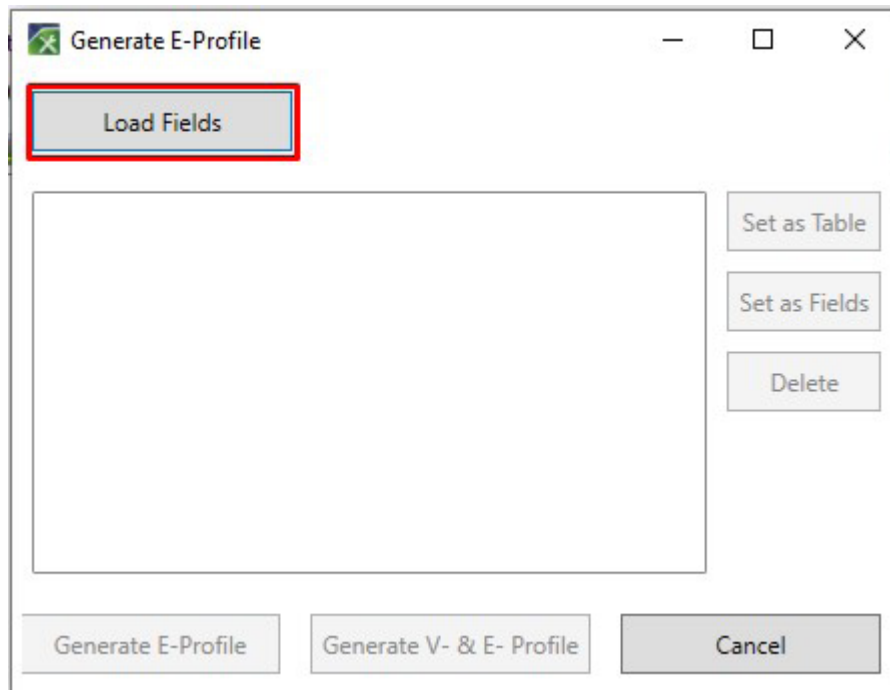 Generate E-Profile
Load Fields
Set as Table
Set as Fields
Delete
Generate E-Profile
Generate V- & E- Profile
Cancel